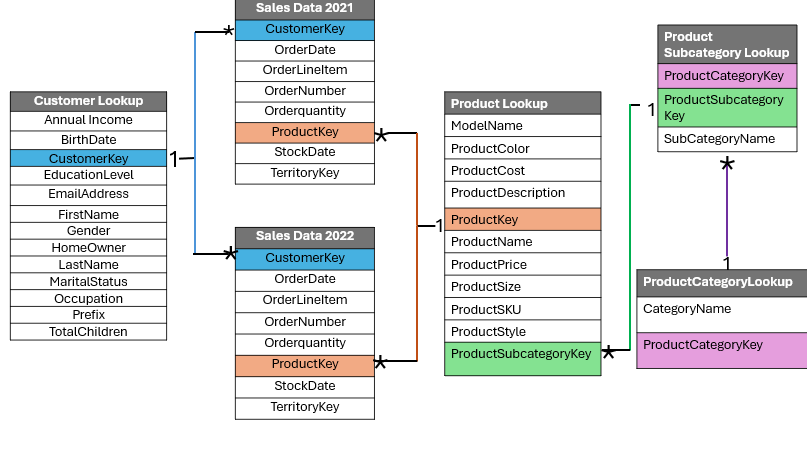 Sales Data 2021
CustomerKey
OrderDate
OrderLineItem
OrderNumber
Orderquantity
ProductKey
StockDate
TerritoryKey
*
*
Customer Lookup
Annual Income
BirthDate
CustomerKey
EducationLevel
EmailAddress
FirstName
Gender
HomeOwner
LastName
MaritalStatus
Occupation
Prefix
TotalChildren
1
Sales Data 2022
CustomerKey
OrderDate
OrderLineItem
OrderNumber
Orderquantity
ProductKey
StockDate
TerritoryKey
*
*
Product Lookup
ModelName
ProductColor
ProductCost
ProductDescription
ProductKey
ProductName
ProductPrice
ProductSize
ProductSKU
ProductStyle
ProductSubcategoryKey
1
*
Product
Subcategory Lookup
ProductCategoryKey
ProductSubcategory
Key
SubCategoryName
1
*
1
ProductCategoryLookup
CategoryName
ProductCategoryKey